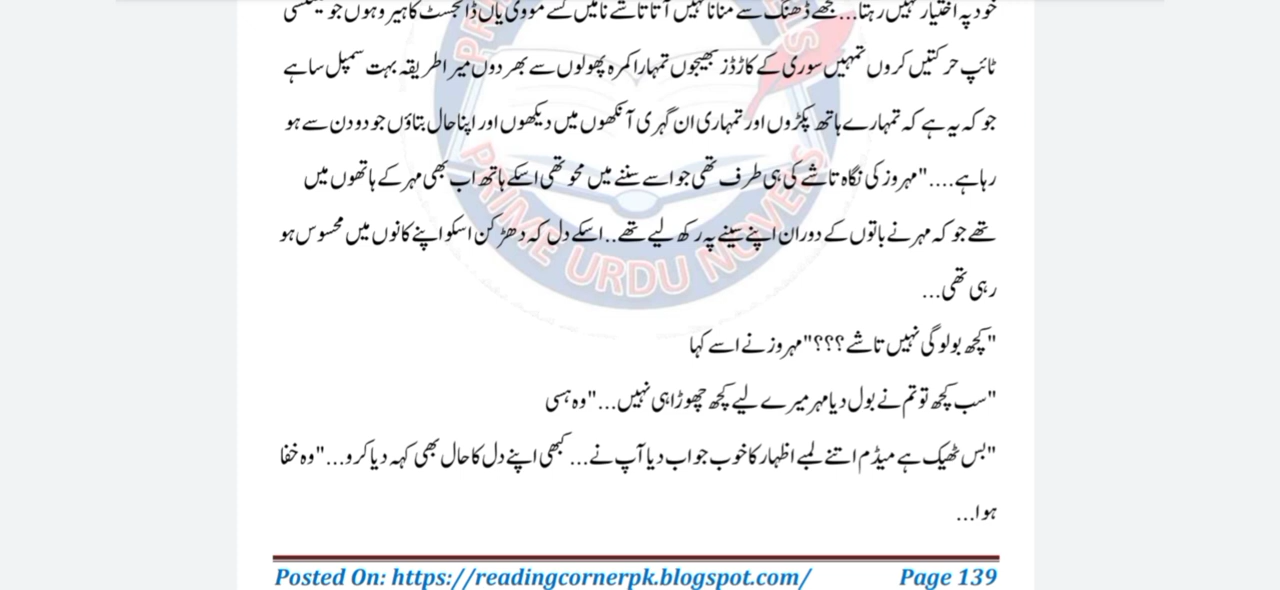 خود پہ اختیار نہیں رہتا... مجھے ڈھنگ سے منانا نہیں آتا تاشے نا میں کسے مووی یاں ڈائجسٹ کا ہیرو ہوں جو
ٹائپ حرکتیں کروں تمہیں سوری کے کارڈز بھیجوں تمہارا کمرہ پھولوں سے بھر دوں میرا طریقہ بہت سمپل سا ہے
جو کہ یہ ہے کہ تمہارے ہاتھ پکڑوں اور تمہاری ان گہری آنکھوں میں دیکھوں اور اپنا حال بتاؤں جو دو دن سے ہو
رہا ہے...."مہروز کی نگاہ تاشے کی ہی طرف تھی جو اسے سننے میں محو تھی اسکے ہاتھ اب بھی مہر کے ہاتھوں میں
تھے جو کہ مہر نے باتوں کے دوران اپنے سینے پہ رکھ لیے تھے..اسکے دل کہ دھڑکن اسکو اپنے کانوں میں محسوس ہو
رہی تھی...
"کچھ بولو گی نہیں تاشے؟؟؟"مہروز نے اسے کہا
"سب کچھ تو تم نے بول دیا مہر میرے لیے کچھ چھوڑا ہی نہیں..."وہ ہسی
"بس ٹھیک ہے میڈم اتنے لمبے اظہار کا خوب جواب دیا آپ نے... کبھی اپنے دل کا حال بھی کہہ دیا کرو..."وہ خفا
ہوا...
PRIME URDU NOVELS
Posted On: https://readingcornerpk.blogspot.com/ Page 139